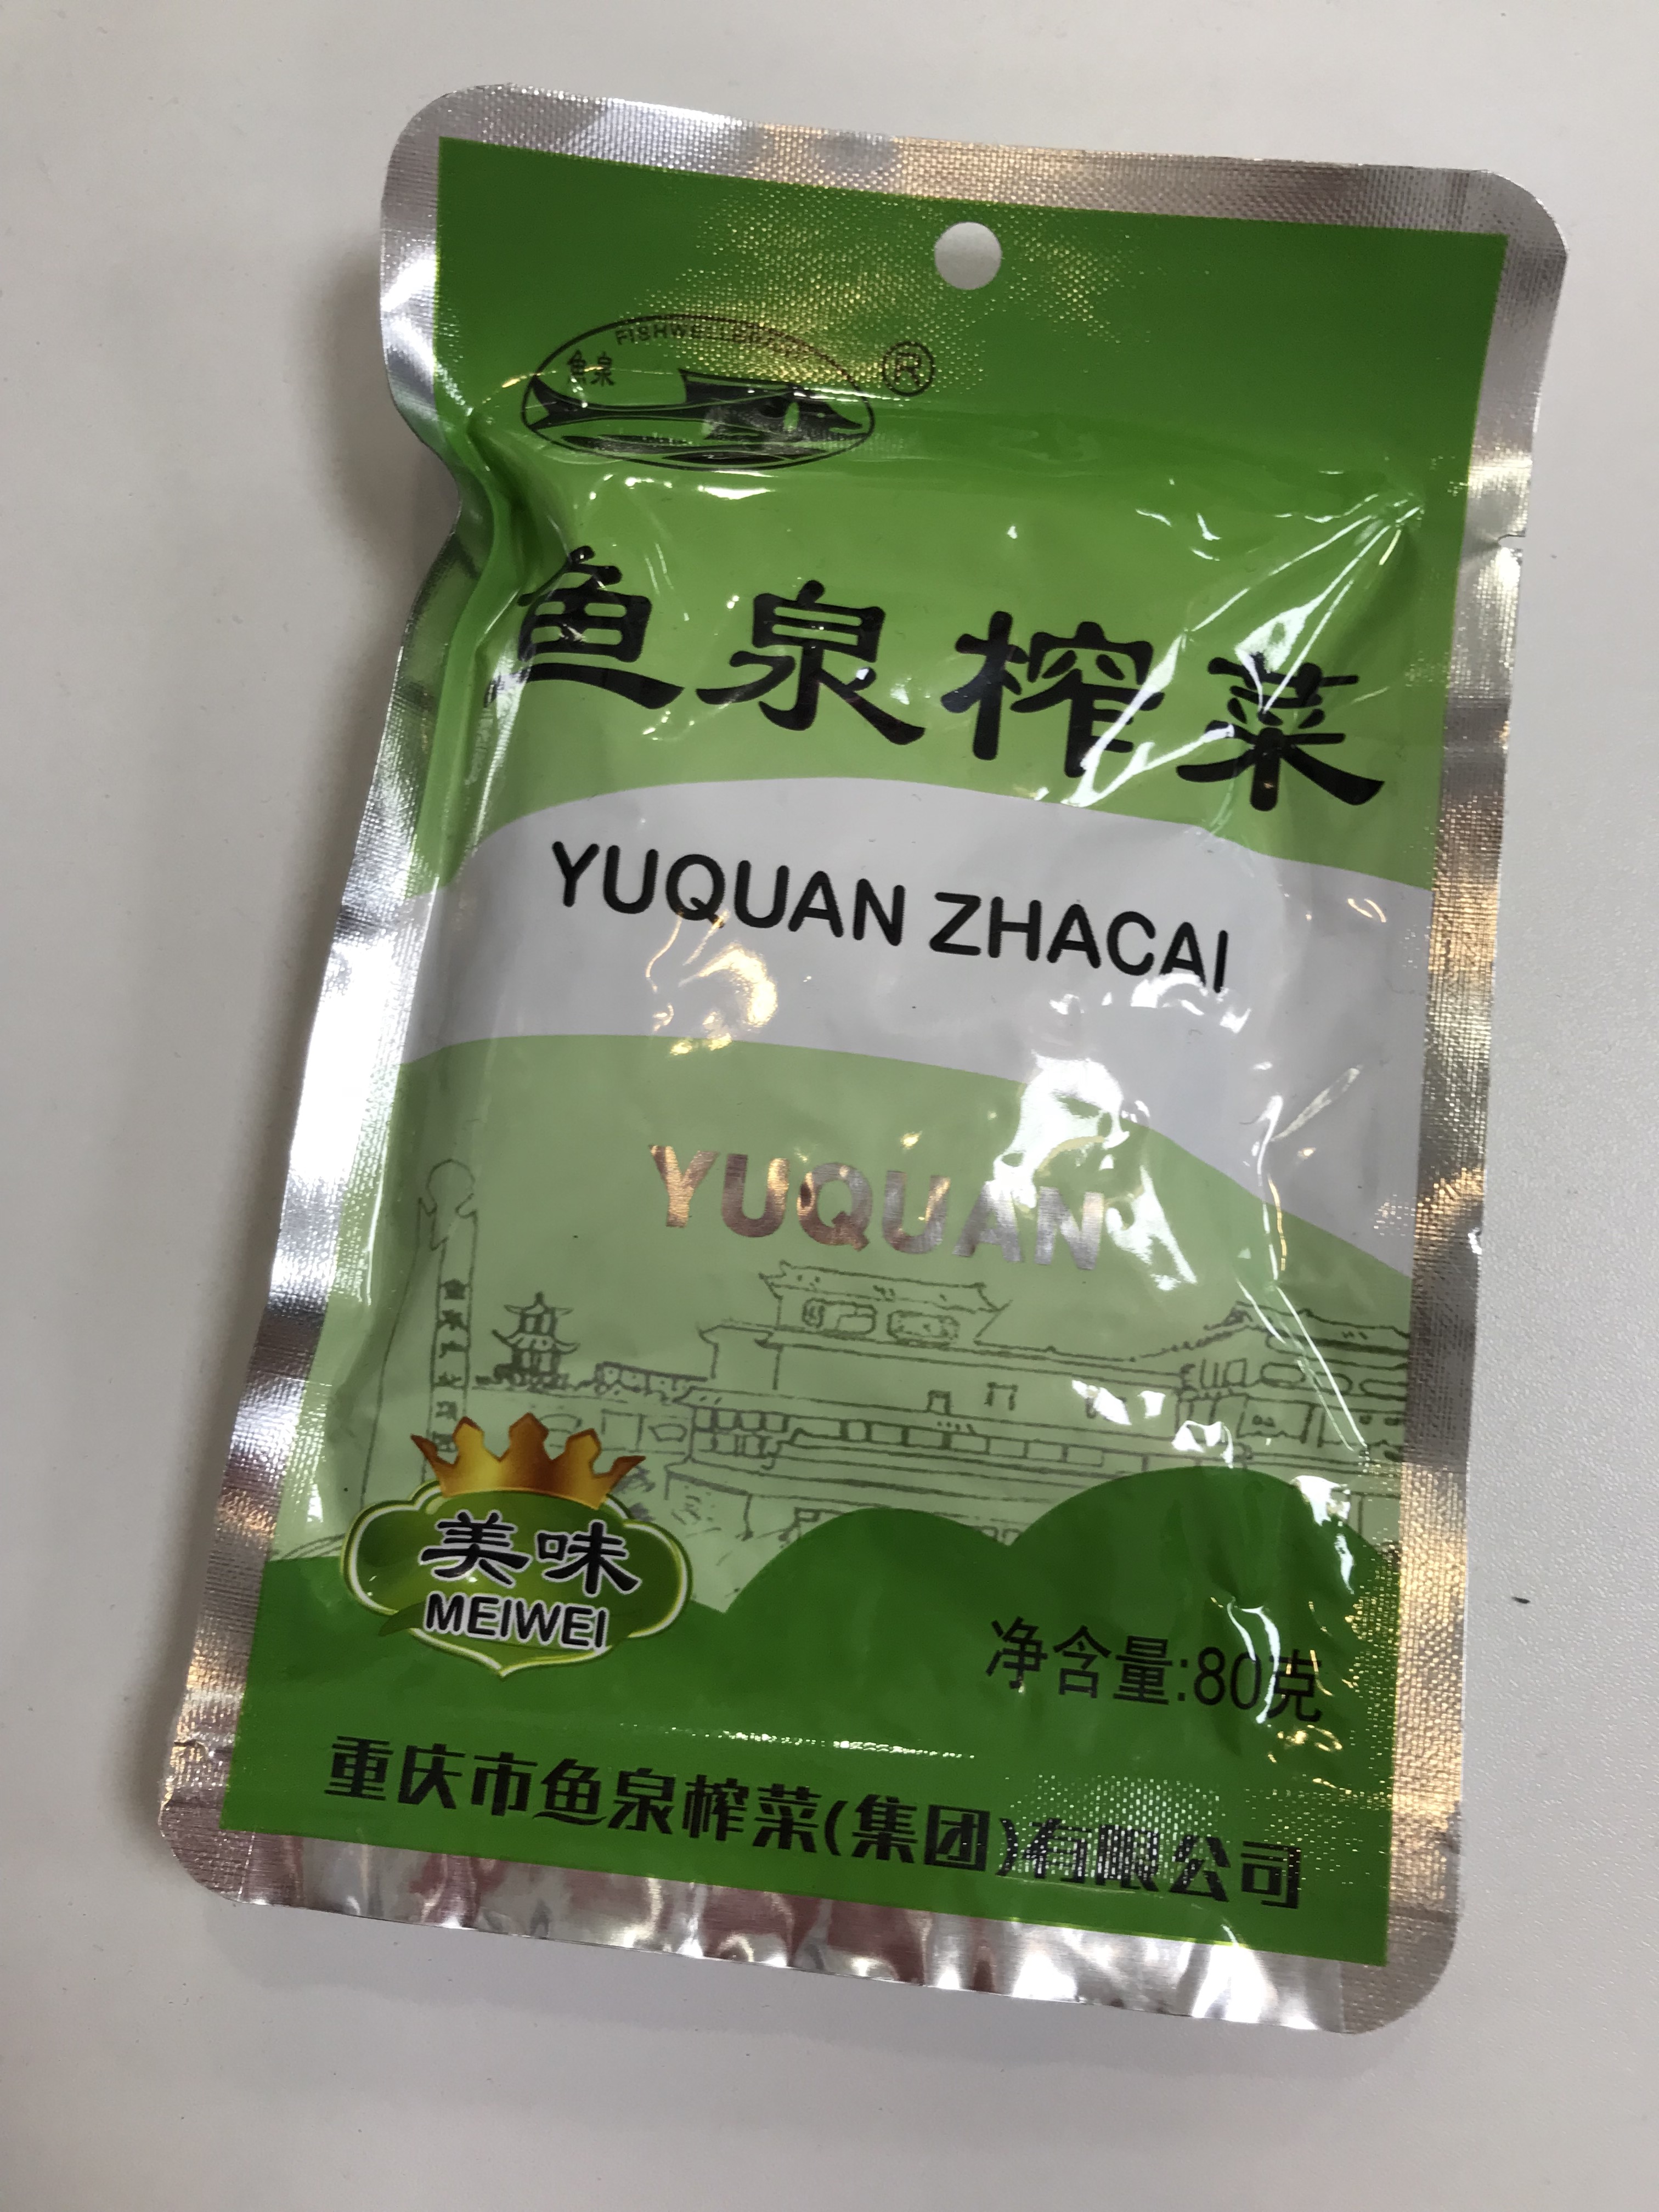 鱼泉
®
鱼泉榨菜
YUQUAN ZHACAI
YUQUAN
美味
MEIWEI
净含量:80克
重庆市鱼泉榨菜(集团)有限公司